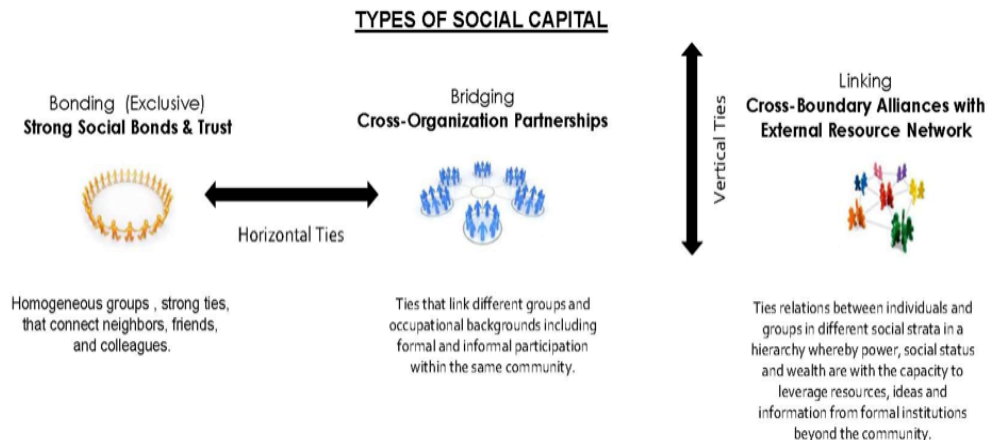 TYPES OF SOCIAL CAPITAL
Bonding (Exclusive)
Strong Social Bonds & Trust
Horizontal Ties
Homogeneous groups , strong ties,
that connect neighbors, friends,
and colleagues.
Bridging
Cross-Organization Partnerships
Ties that link different groups and
occupational backgrounds including
formal and informal participation
within the same community.
Vertical Ties
Linking
Cross-Boundary Alliances with
External Resource Network
Ties relations between individuals and
groups in different social strata in a
hierarchy whereby power, social status
and wealth are with the capacity to
leverage resources, ideas and
information from formal institutions
beyond the community.